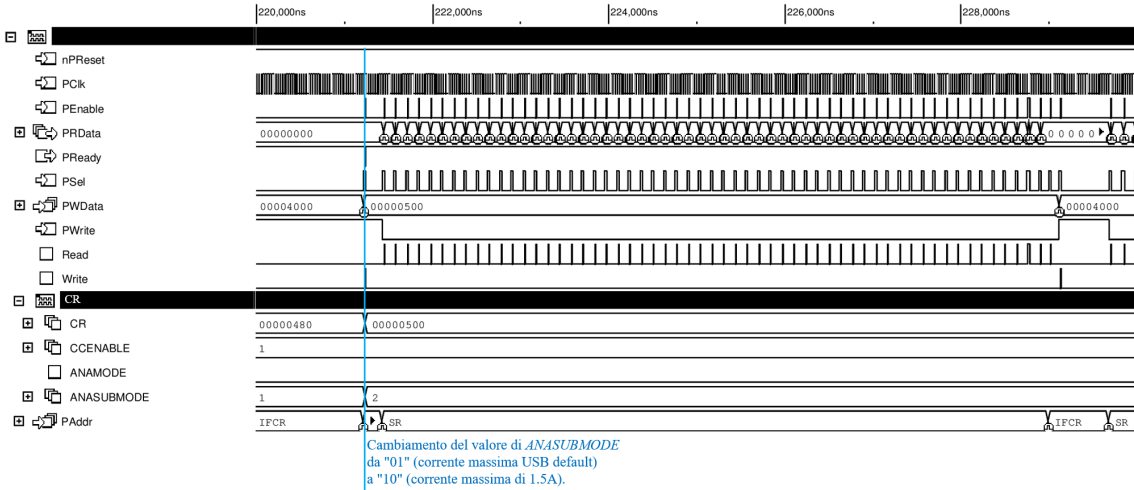 220,000ns 222,000ns 224,000ns 226,000ns 228,000ns
nPReset
PClk
PEnable
PRData 00000000 00000
PReady
PSel
PWData 00004000 00000500 00004000
PWrite
Read
Write
CR
CR 00000480 00000500
CCENABLE 1
ANAMODE
ANASUBMODE 1 2
PAddr IFCR SR IFCR SR
Cambiamento del valore di ANASUBMODE
da "01" (corrente massima USB default)
a "10" (corrente massima di 1.5A).